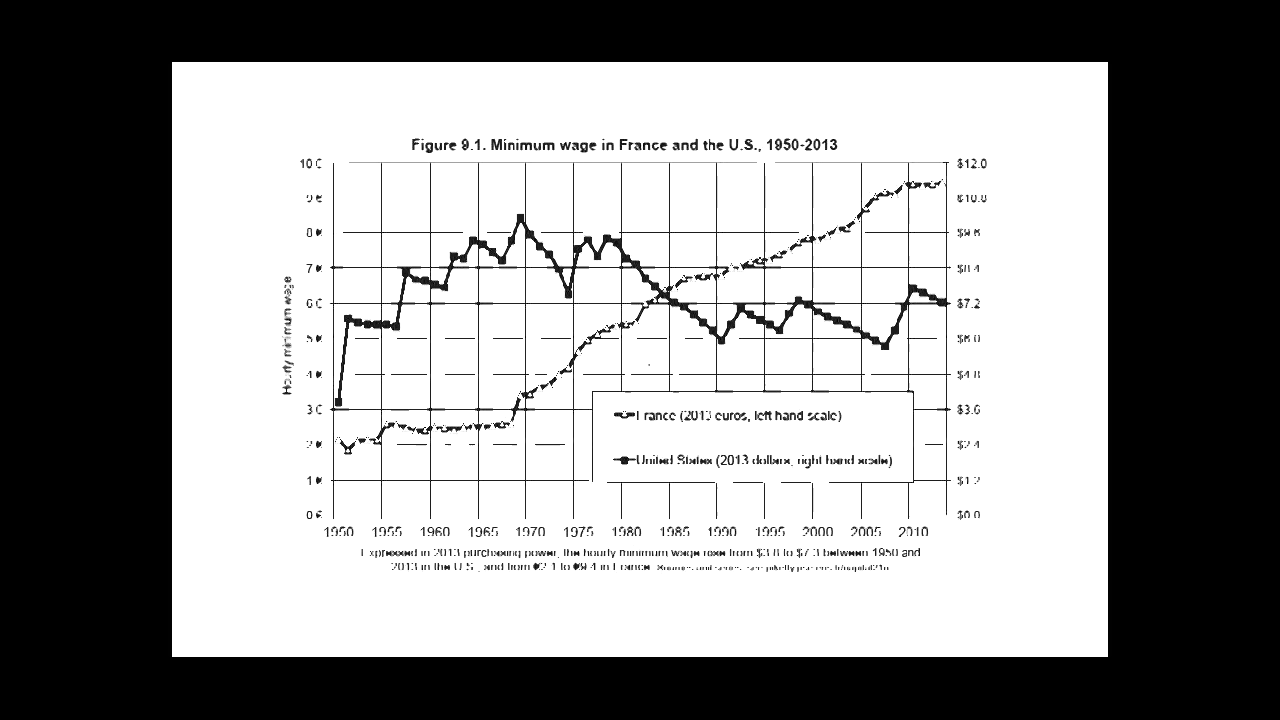 Figure 9.1. Minimum wage in France and the U.S., 1950-2013
10 € $12.0
9 € $10.8
8 € $9.6
7 € $8.4
6 € $7.2
5 € $6.0
4 € $4.8
3 € $3.6
2 € $2.4
1 € $1.2
0 € $0.0
Hourly minimum wage
France (2013 euros, left hand scale)
United States (2013 dollars, right hand scale)
1950 1955 1960 1965 1970 1975 1980 1985 1990 1995 2000 2005 2010
Expressed in 2013 purchasing power, the hourly minimum wage rose from $3.8 to $7.3 between 1950 and
2013 in the U.S., and from €2.1 to €9.4 in France. Sources and series: see